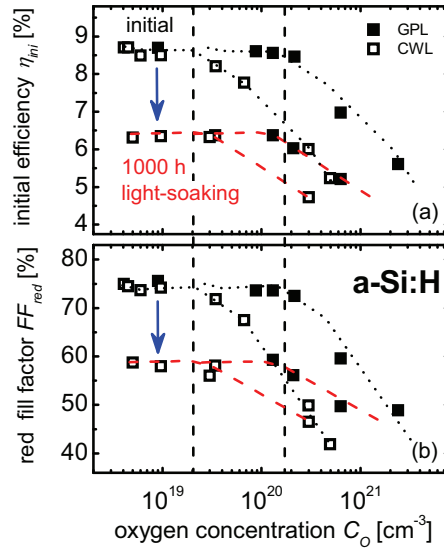 initial efficiency η_ini [%]
9
8
7
6
5
4
initial
GPL
CWL
1000 h
light-soaking
(a)
red fill factor FF_red [%]
80
70
60
50
40
a-Si:H
(b)
10^19
10^20
10^21
oxygen concentration C_O [cm^-3]